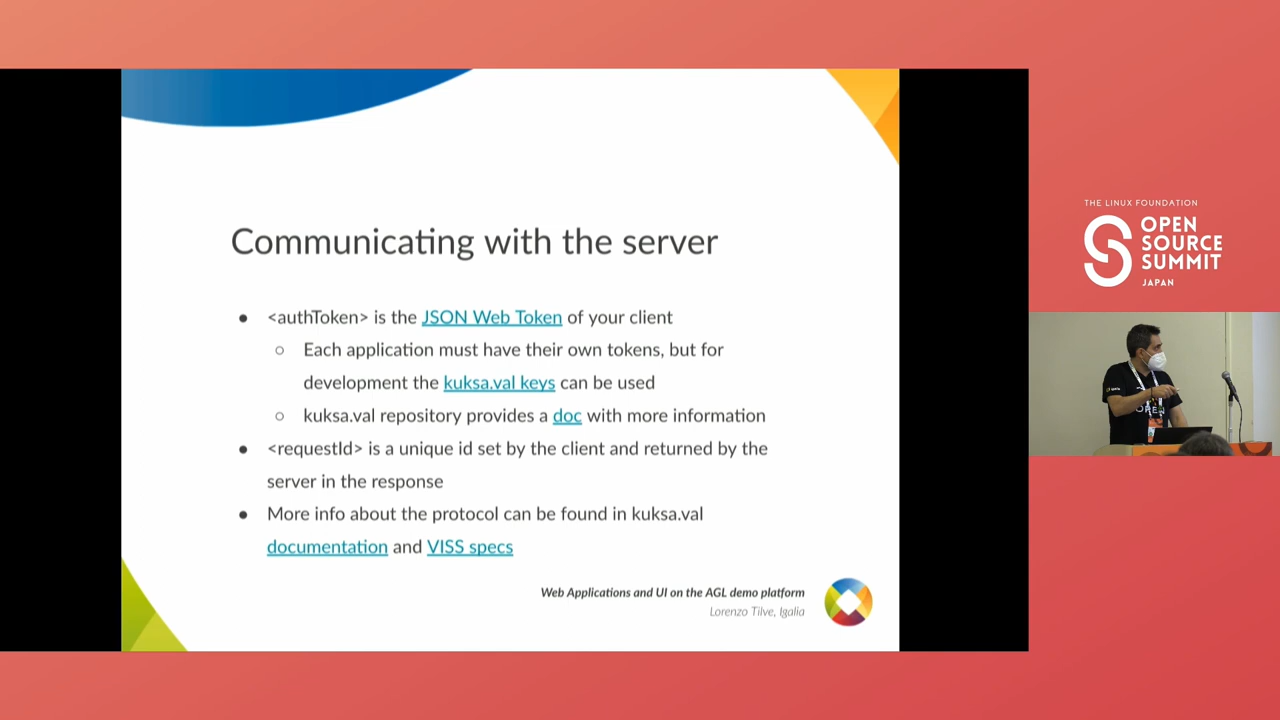 Communicating with the server
● <authToken> is the JSON Web Token of your client
○ Each application must have their own tokens, but for
development the kuksa.val keys can be used
○ kuksa.val repository provides a doc with more information
● <requestId> is a unique id set by the client and returned by the
server in the response
● More info about the protocol can be found in kuksa.val
documentation and VISS specs
Web Applications and UI on the AGL demo platform
Lorenzo Tilve, Igalia
THE LINUX FOUNDATION
OPEN
SOURCE
SUMMIT
JAPAN